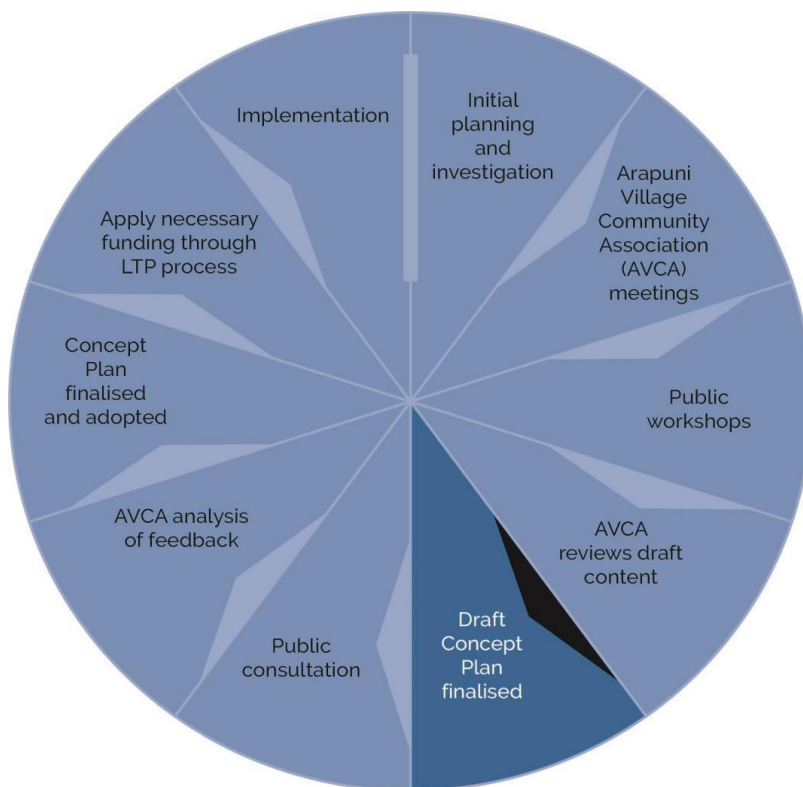 Initial
planning
and
investigation
Arapuni
Village
Community
Association
(AVCA)
meetings
Public
workshops
AVCA
reviews draft
content
Draft
Concept
Plan
finalised
Public
consultation
AVCA analysis
of feedback
Concept
Plan
finalised
and adopted
Apply necessary
funding through
LTP process
Implementation